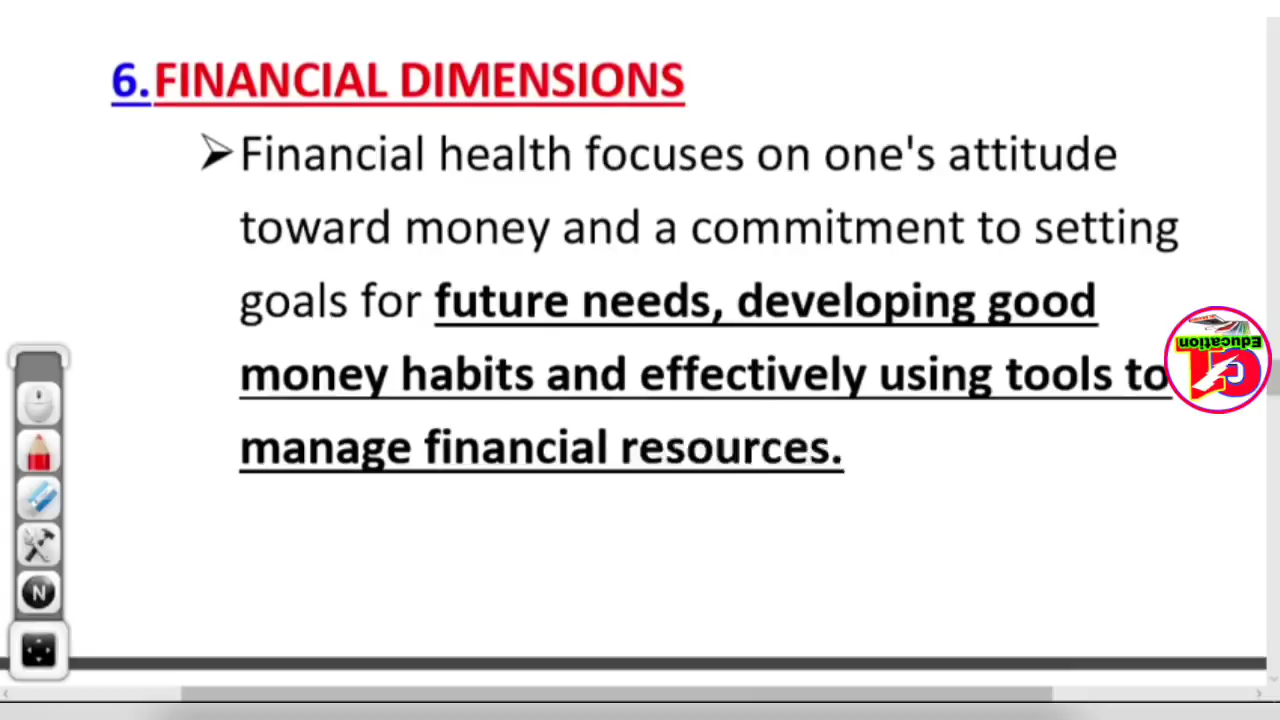 6.FINANCIAL DIMENSIONS
➢Financial health focuses on one's attitude
toward money and a commitment to setting
goals for future needs, developing good
money habits and effectively using tools to
manage financial resources.
Education
N